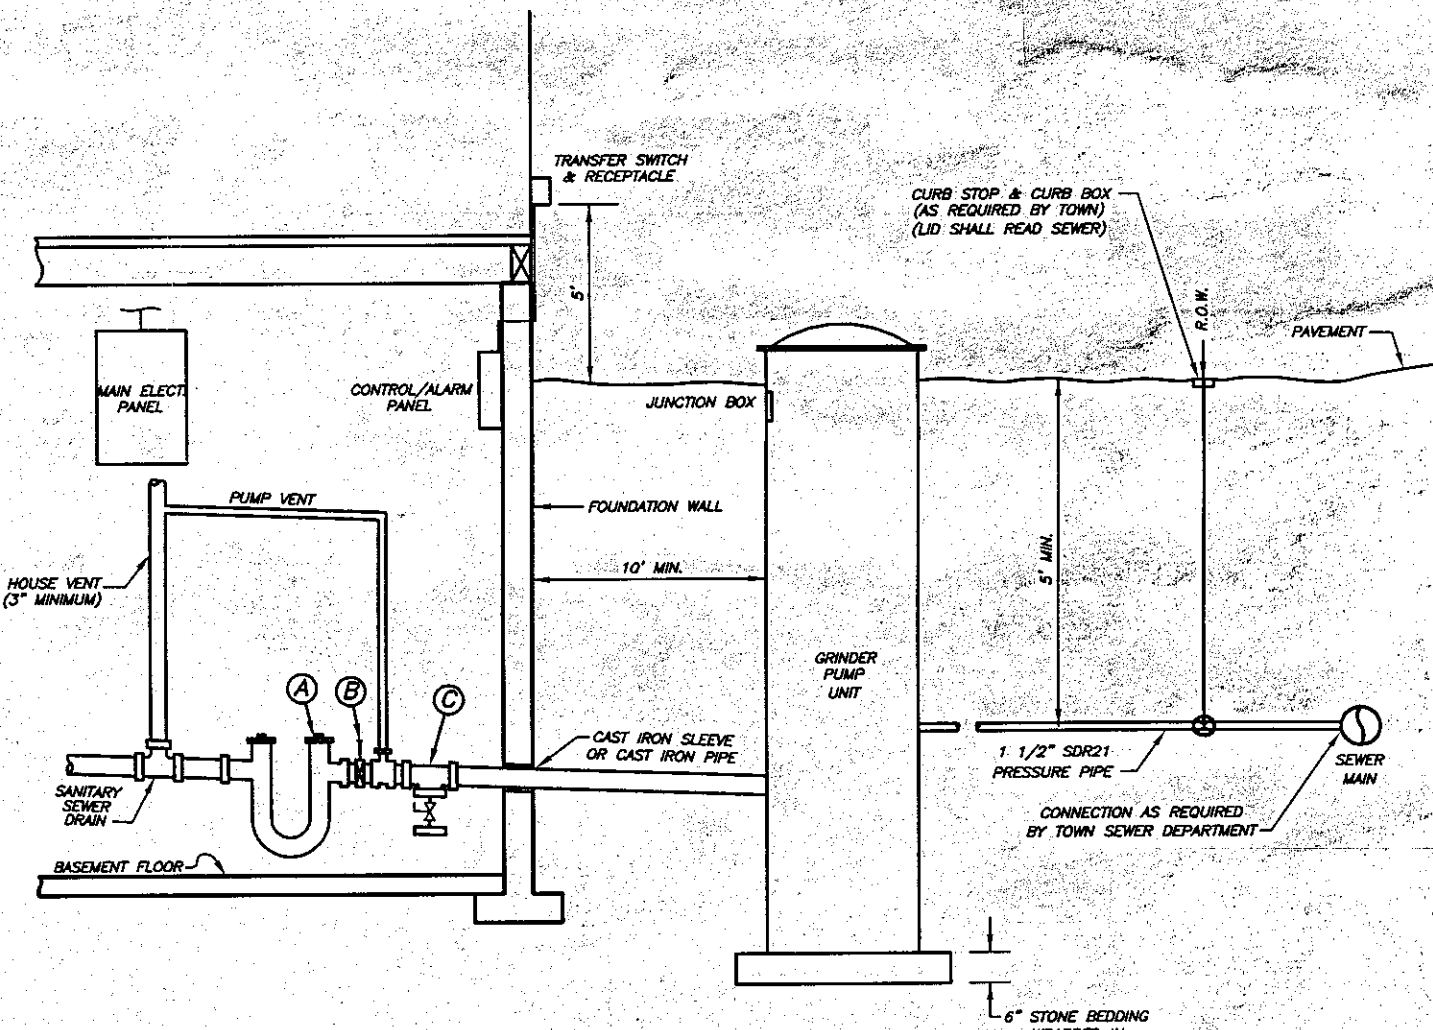 TRANSFER SWITCH
& RECEPTACLE
CURB STOP & CURB BOX
(AS REQUIRED BY TOWN)
(LID SHALL READ SEWER)
5'
R.O.W.
PAVEMENT
MAIN ELECT.
PANEL
CONTROL/ALARM
PANEL
JUNCTION BOX
PUMP VENT
FOUNDATION WALL
5' MIN.
10' MIN.
HOUSE VENT
(3" MINIMUM)
GRINDER
PUMP
UNIT
A
B
C
CAST IRON SLEEVE
OR CAST IRON PIPE
1 1/2" SDR21
PRESSURE PIPE
SEWER
MAIN
SANITARY
SEWER
DRAIN
CONNECTION AS REQUIRED
BY TOWN SEWER DEPARTMENT
BASEMENT FLOOR
6" STONE BEDDING